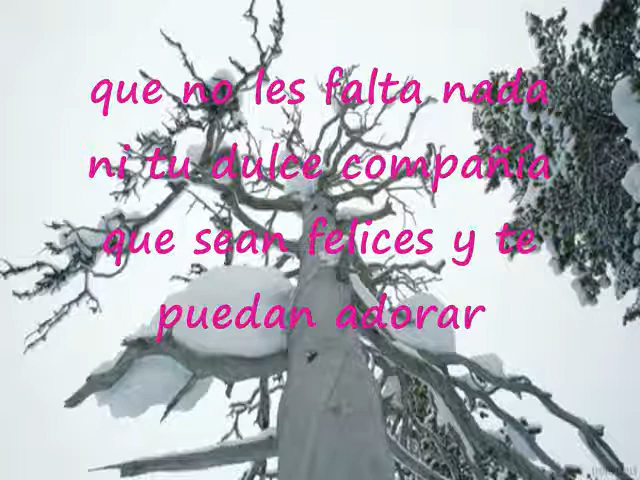 que no les falta nada
ni tu dulce compañía
que sean felices y te
puedan adorar